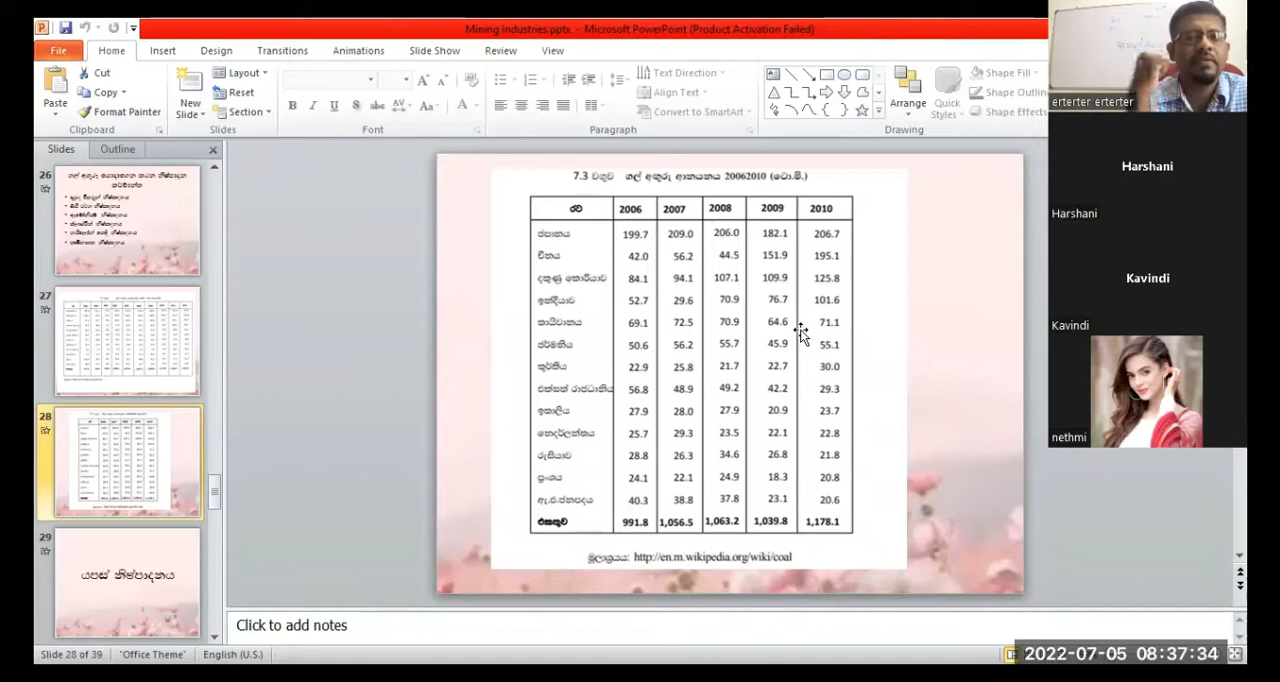 Mining Industries.pptx - Microsoft PowerPoint (Product Activation Failed)
File Home Insert Design Transitions Animations Slide Show Review View
Paste
Cut
Copy
Format Painter
Clipboard
New Slide
Layout
Reset
Section
Slides
B I U S abc AV Aa A
Font
Text Direction
Align Text
Convert to SmartArt
Paragraph
Arrange
Quick Styles
Shape Fill
Shape Outlin
Shape Effects
Drawing
Slides Outline
26
27
28
29
යපස් නිෂ්පාදනය
7.3 වගුව ගල් අඟුරු ආනයනය 20062010 (ටො.මි.)
රට 2006 2007 2008 2009 2010
ජපානය 199.7 209.0 206.0 182.1 206.7
චීනය 42.0 56.2 44.5 151.9 195.1
දකුණු කොරියාව 84.1 94.1 107.1 109.9 125.8
ඉන්දියාව 52.7 29.6 70.9 76.7 101.6
තායිවානය 69.1 72.5 70.9 64.6 71.1
ජර්මනිය 50.6 56.2 55.7 45.9 55.1
තුර්කිය 22.9 25.8 21.7 22.7 30.0
එක්සත් රාජධානිය 56.8 48.9 49.2 42.2 29.3
ඉතාලිය 27.9 28.0 27.9 20.9 23.7
නෙදර්ලන්තය 25.7 29.3 23.5 22.1 22.8
රුසියාව 28.8 26.3 34.6 26.8 21.8
ප්‍රංශය 24.1 22.1 24.9 18.3 20.8
ඇ.එ.ජනපදය 40.3 38.8 37.8 23.1 20.6
එකතුව 991.8 1,056.5 1,063.2 1,039.8 1,178.1
මූලාශ්‍රය: http://en.m.wikipedia.org/wiki/coal
Click to add notes
Slide 28 of 39 "Office Theme" English (U.S.)
erterter erterter
Harshani
Harshani
Kavindi
Kavindi
nethmi
2022-07-05 08:37:34